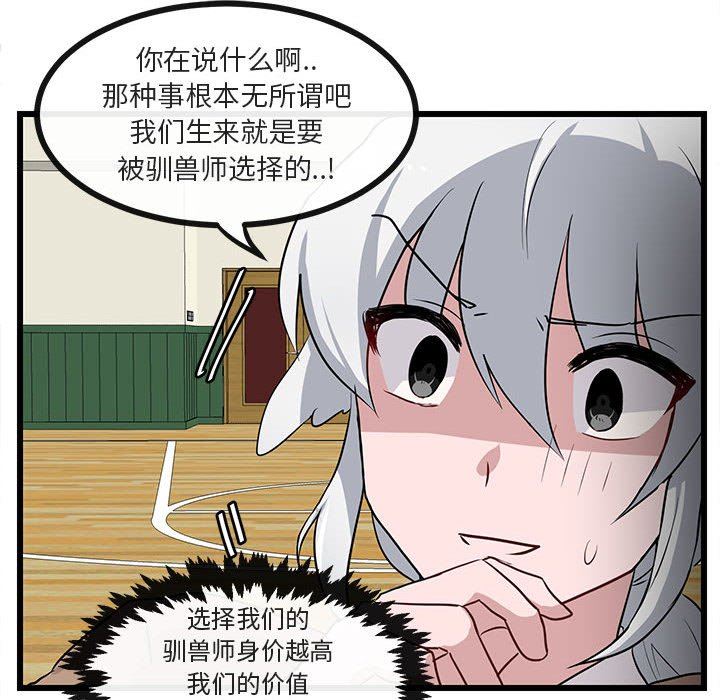 你在说什么啊..
那种事根本无所谓吧
我们生来就是要
被驯兽师选择的..!
选择我们的
驯兽师身价越高
我们的价值